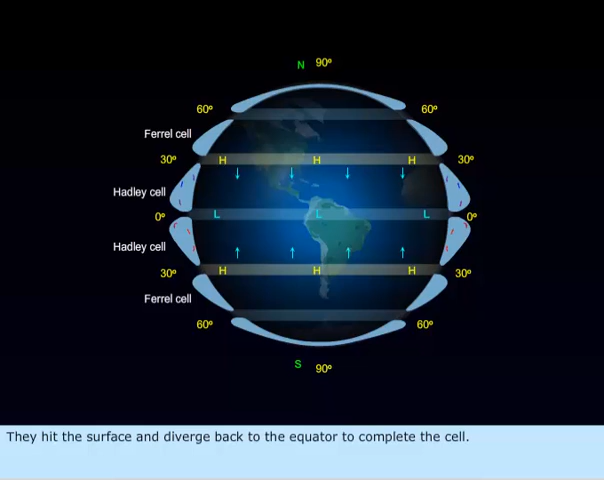 N 90º
60º 60º
Ferrel cell
30º H H H 30º
Hadley cell
0º L L L 0º
Hadley cell
30º H H H 30º
Ferrel cell
60º 60º
S 90º
They hit the surface and diverge back to the equator to complete the cell.